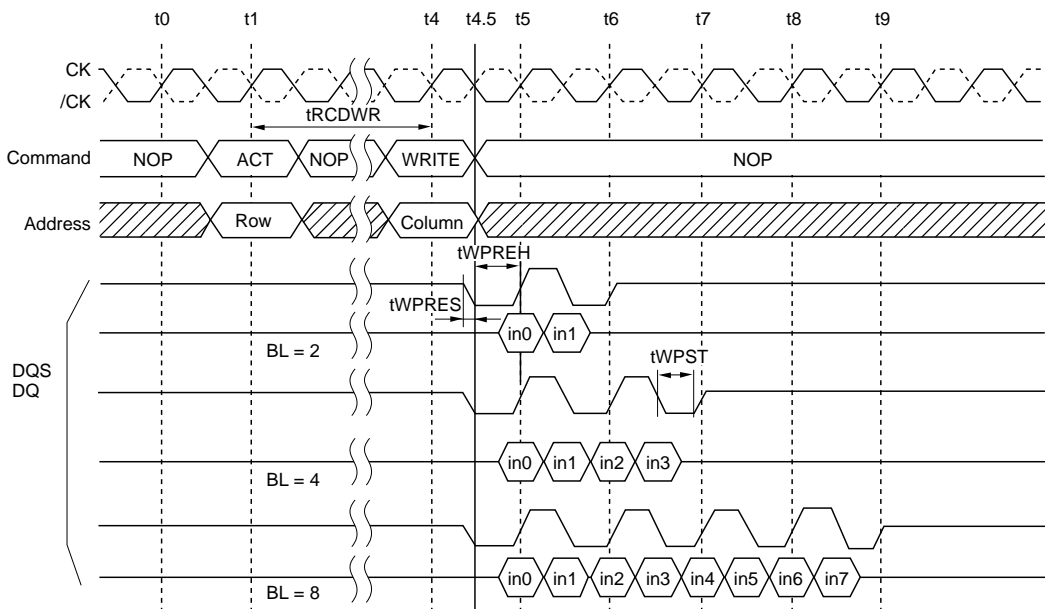 t0 t1 t4 t4.5 t5 t6 t7 t8 t9
CK
/CK
tRCDWR
Command NOP ACT NOP WRITE NOP
Address Row Column
tWPREH
tWPRES
in0 in1
BL = 2
tWPST
DQS
DQ
in0 in1 in2 in3
BL = 4
in0 in1 in2 in3 in4 in5 in6 in7
BL = 8